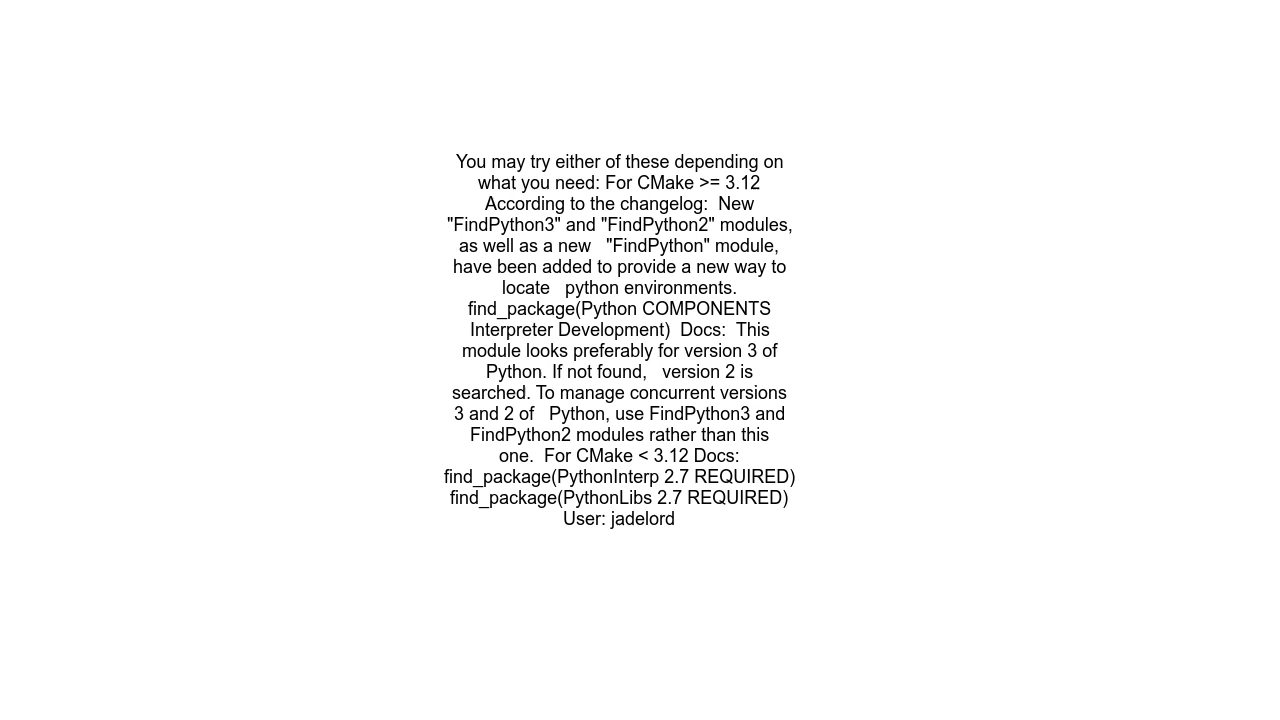 You may try either of these depending on
what you need: For CMake >= 3.12
According to the changelog:  New
"FindPython3" and "FindPython2" modules,
as well as a new   "FindPython" module,
have been added to provide a new way to
locate   python environments.
find_package(Python COMPONENTS
Interpreter Development)  Docs:  This
module looks preferably for version 3 of
Python. If not found,   version 2 is
searched. To manage concurrent versions
3 and 2 of   Python, use FindPython3 and
FindPython2 modules rather than this
one.  For CMake < 3.12 Docs:
find_package(PythonInterp 2.7 REQUIRED)
find_package(PythonLibs 2.7 REQUIRED)
User: jadelord